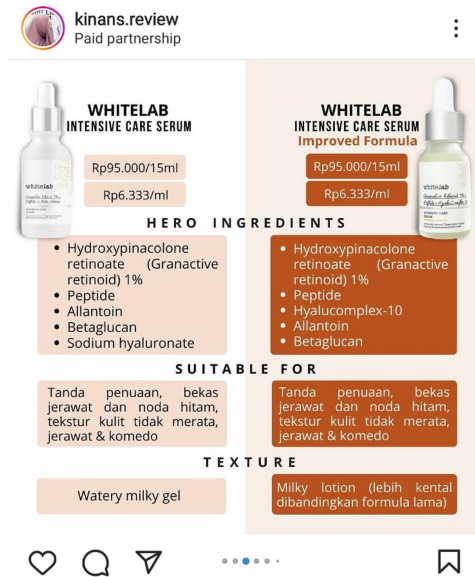 kinans.review
Paid partnership
WHITELAB
INTENSIVE CARE SERUM
Rp95.000/15ml
Rp6.333/ml
WHITELAB
INTENSIVE CARE SERUM
Improved Formula
Rp95.000/15ml
Rp6.333/ml
whitelab
whitelab
HERO INGREDIENTS
• Hydroxypinacolone
retinoate (Granactive
retinoid) 1%
• Peptide
• Allantoin
• Betaglucan
• Sodium hyaluronate
• Hydroxypinacolone
retinoate (Granactive
retinoid) 1%
• Peptide
• Hyalucomplex-10
• Allantoin
• Betaglucan
SUITABLE FOR
Tanda penuaan, bekas
jerawat dan noda hitam,
tekstur kulit tidak merata,
jerawat & komedo
Tanda penuaan, bekas
jerawat dan noda hitam,
tekstur kulit tidak merata,
jerawat & komedo
TEXTURE
Watery milky gel
Milky lotion (lebih kental
dibandingkan formula lama)